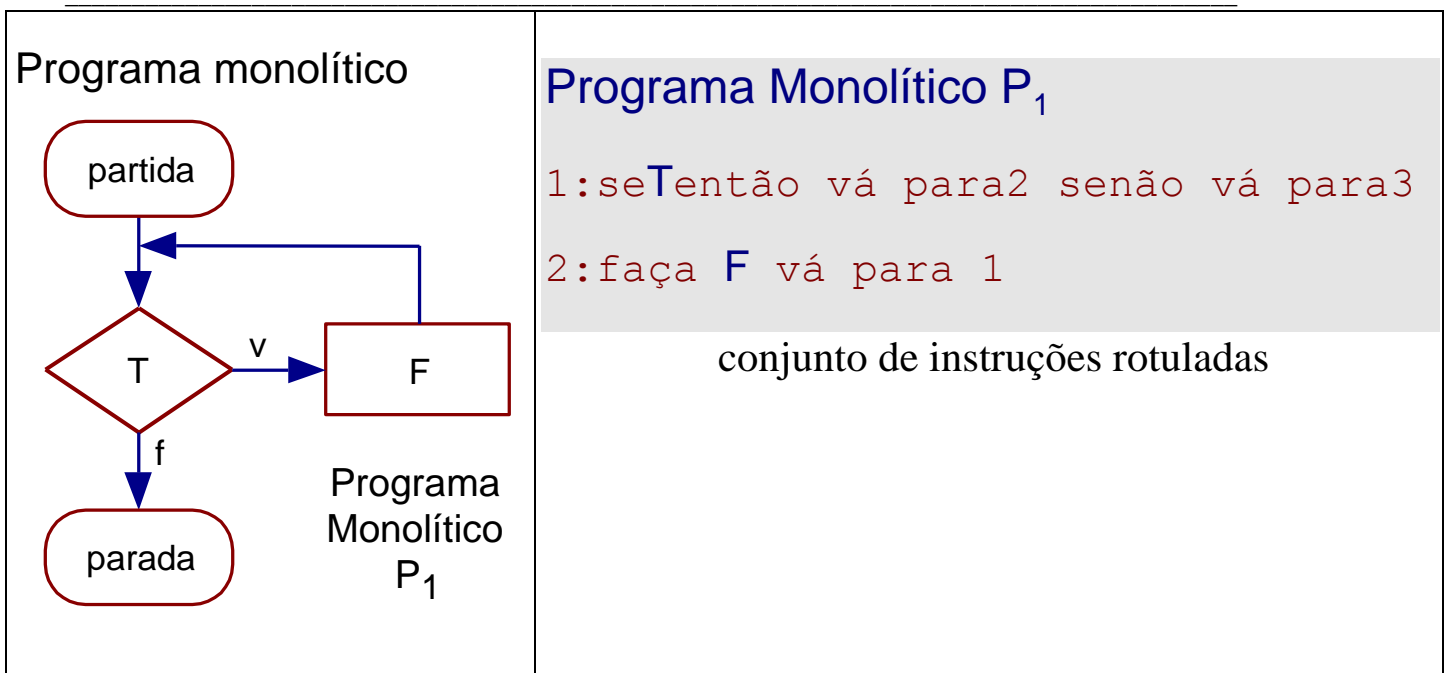 Programa monolítico
partida
T
v
F
f
parada
Programa
Monolítico
P1
Programa Monolítico P1
1:seTentão vá para2 senão vá para3
2:faça F vá para 1
conjunto de instruções rotuladas